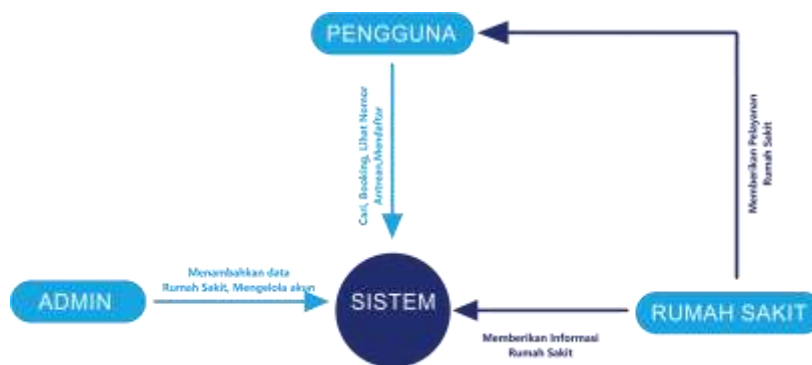 PENGGUNA
Cari, Booking, Lihat Nomor
Antrean,Mendaftar
Memberikan Pelayanan
Rumah Sakit
Menambahkan data
Rumah Sakit, Mengelola akun
ADMIN
SISTEM
RUMAH SAKIT
Memberikan Informasi
Rumah Sakit